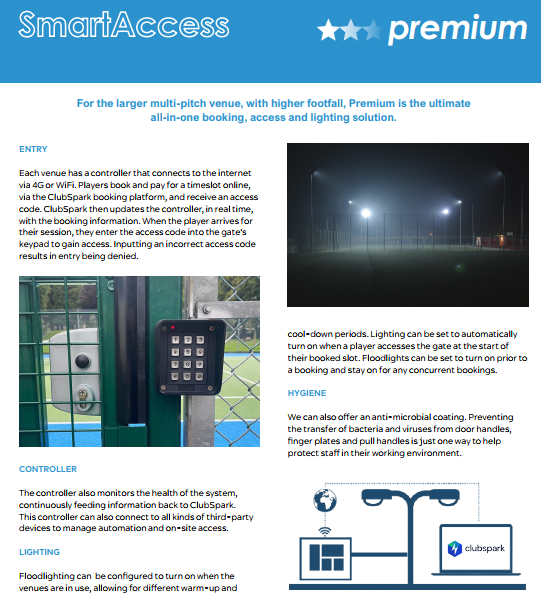 SmartAccess
premium
For the larger multi-pitch venue, with higher footfall, Premium is the ultimate
all-in-one booking, access and lighting solution.
ENTRY
Each venue has a controller that connects to the internet
via 4G or WiFi. Players book and pay for a timeslot online,
via the ClubSpark booking platform, and receive an access
code. ClubSpark then updates the controller, in real time,
with the booking information. When the player arrives for
their session, they enter the access code into the gate's
keypad to gain access. Inputting an incorrect access code
results in entry being denied.
CONTROLLER
The controller also monitors the health of the system,
continuously feeding information back to ClubSpark.
This controller can also connect to all kinds of third-party
devices to manage automation and on-site access.
LIGHTING
Floodlighting can be configured to turn on when the
venues are in use, allowing for different warm-up and
cool-down periods. Lighting can be set to automatically
turn on when a player accesses the gate at the start of
their booked slot. Floodlights can be set to turn on prior to
a booking and stay on for any concurrent bookings.
HYGIENE
We can also offer an anti-microbial coating. Preventing
the transfer of bacteria and viruses from door handles,
finger plates and pull handles is just one way to help
protect staff in their working environment.
clubspark